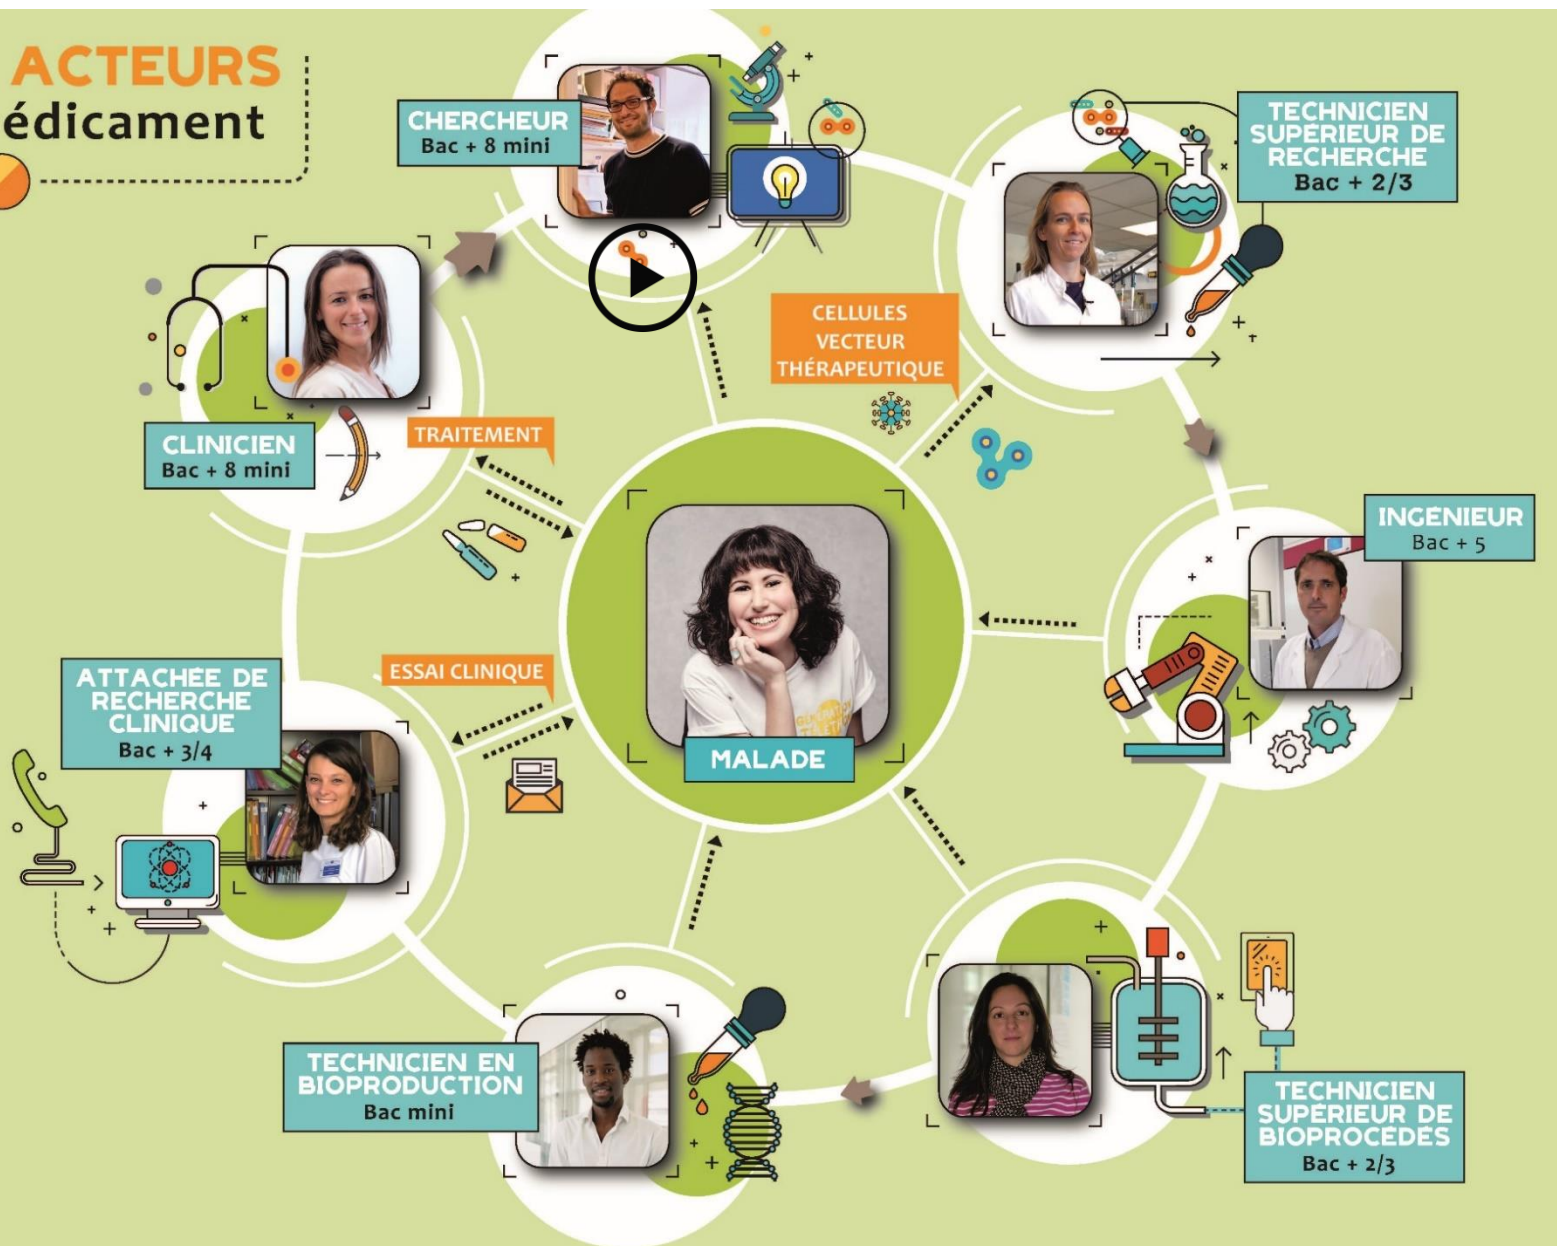 ACTEURS
édicament
CHERCHEUR
Bac + 8 mini
TECHNICIEN
SUPÉRIEUR DE
RECHERCHE
Bac + 2/3
CELLULES
VECTEUR
THÉRAPEUTIQUE
CLINICIEN
Bac + 8 mini
TRAITEMENT
INGÉNIEUR
Bac + 5
ATTACHÉE DE
RECHERCHE
CLINIQUE
Bac + 3/4
ESSAI CLINIQUE
MALADE
TECHNICIEN EN
BIOPRODUCTION
Bac mini
TECHNICIEN
SUPÉRIEUR DE
BIOPROCÉDÉS
Bac + 2/3